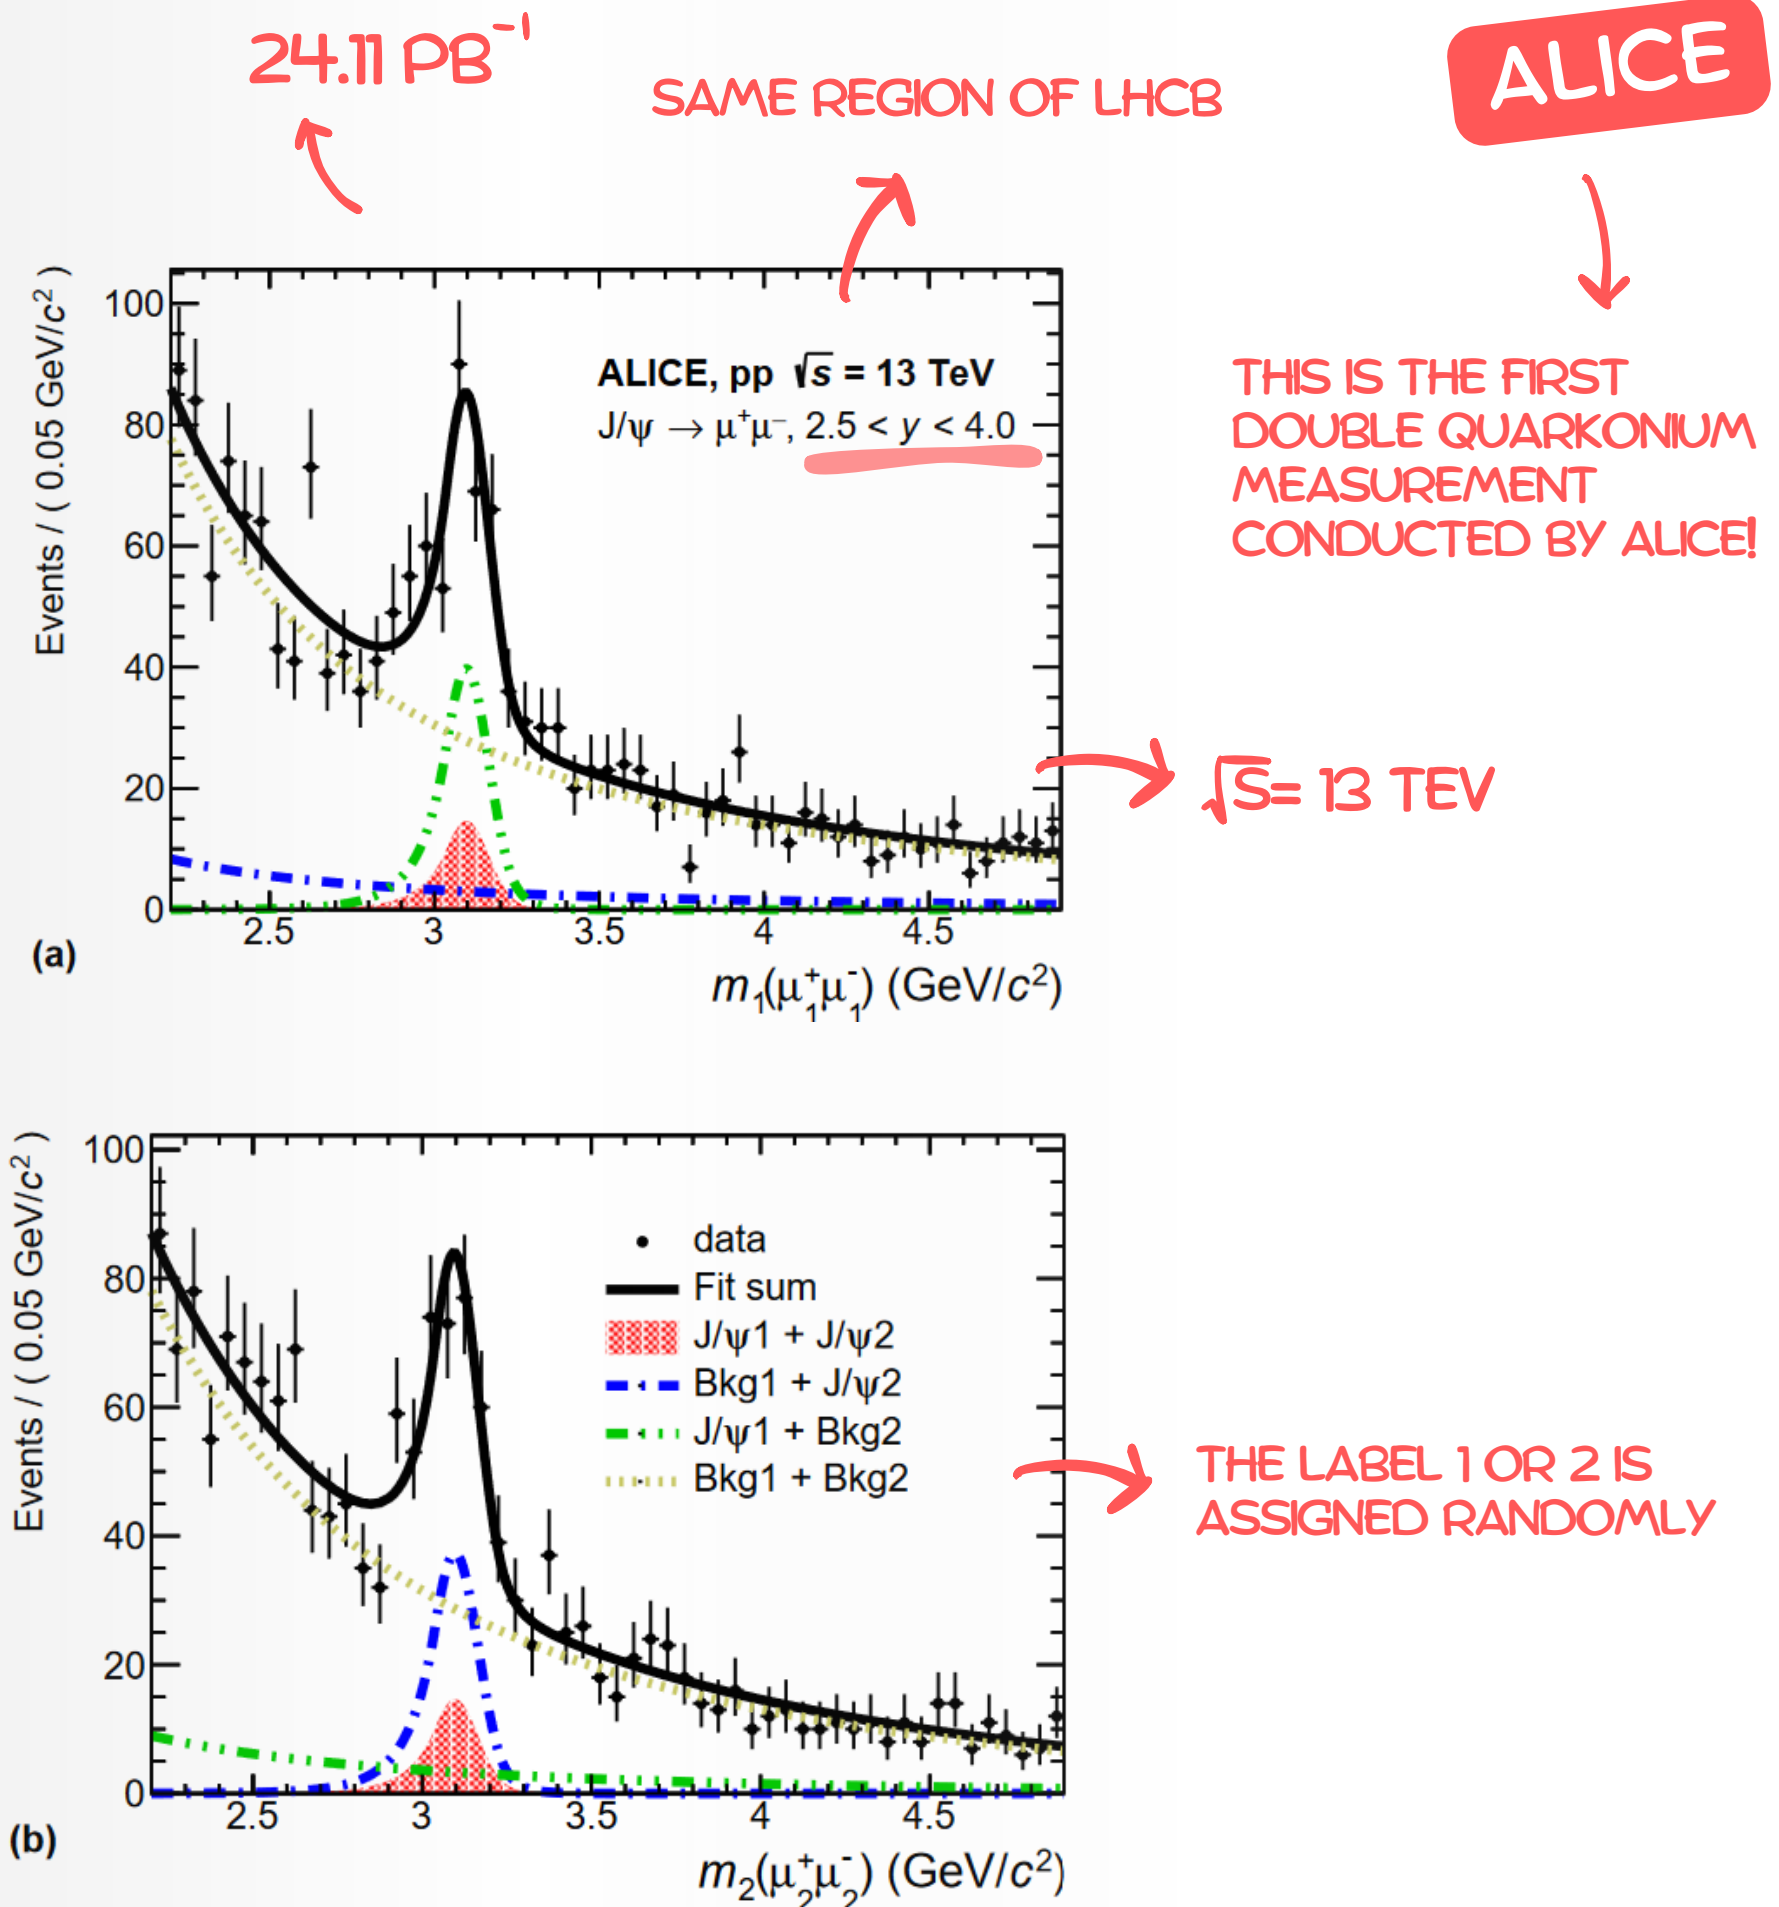 24.11 PB⁻¹
SAME REGION OF LHCB
ALICE
THIS IS THE FIRST
DOUBLE QUARKONIUM
MEASUREMENT
CONDUCTED BY ALICE!
Events / ( 0.05 GeV/c² )
100
80
60
40
20
0
ALICE, pp √s = 13 TeV
J/ψ → μ⁺μ⁻, 2.5 < y < 4.0
√S= 13 TEV
2.5 3 3.5 4 4.5
(a)
m₁(μ₁⁺μ₁⁻) (GeV/c²)
Events / ( 0.05 GeV/c² )
100
80
60
40
20
0
data
Fit sum
J/ψ1 + J/ψ2
Bkg1 + J/ψ2
J/ψ1 + Bkg2
Bkg1 + Bkg2
THE LABEL 1 OR 2 IS
ASSIGNED RANDOMLY
2.5 3 3.5 4 4.5
(b)
m₂(μ₂⁺μ₂⁻) (GeV/c²)